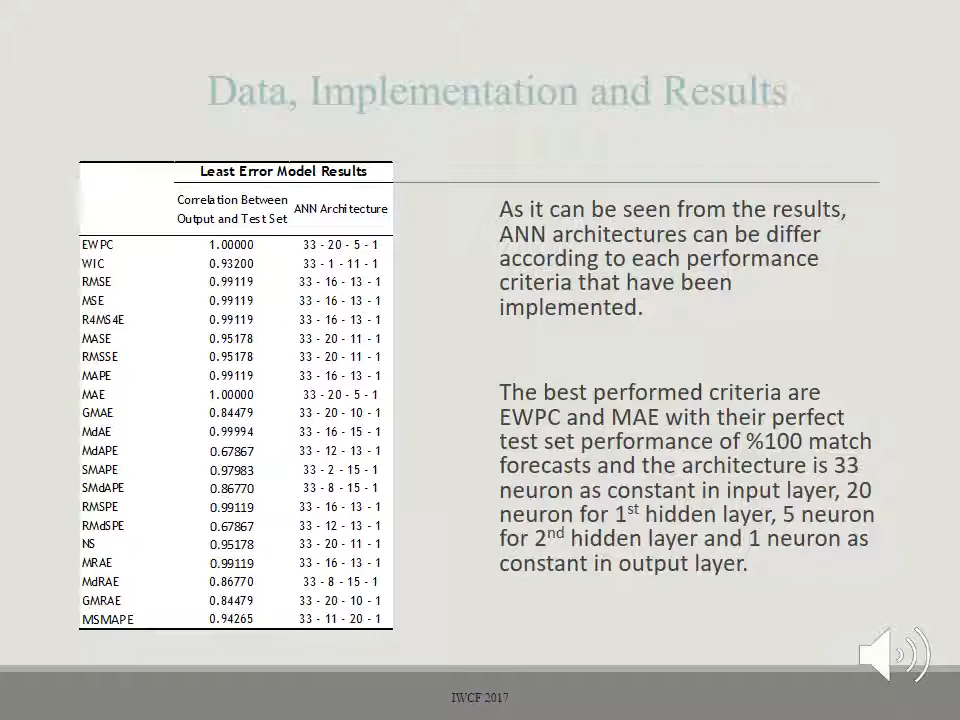 Data, Implementation and Results
Least Error Model Results
Correlation Between Output and Test Set ANN Architecture
EWPC 1.00000 33 - 20 - 5 - 1
WIC 0.93200 33 - 1 - 11 - 1
RMSE 0.99119 33 - 16 - 13 - 1
MSE 0.99119 33 - 16 - 13 - 1
R4MS4E 0.99119 33 - 16 - 13 - 1
MASE 0.95178 33 - 20 - 11 - 1
RMSSE 0.95178 33 - 20 - 11 - 1
MAPE 0.99119 33 - 16 - 13 - 1
MAE 1.00000 33 - 20 - 5 - 1
GMAE 0.84479 33 - 20 - 10 - 1
MdAE 0.99994 33 - 16 - 15 - 1
MdAPE 0.67867 33 - 12 - 13 - 1
SMAPE 0.97983 33 - 2 - 15 - 1
SMdAPE 0.86770 33 - 8 - 15 - 1
RMSPE 0.99119 33 - 16 - 13 - 1
RMdSPE 0.67867 33 - 12 - 13 - 1
NS 0.95178 33 - 20 - 11 - 1
MRAE 0.99119 33 - 16 - 13 - 1
MdRAE 0.86770 33 - 8 - 15 - 1
GMRAE 0.84479 33 - 20 - 10 - 1
MSMAPE 0.94265 33 - 11 - 20 - 1
As it can be seen from the results,
ANN architectures can be differ
according to each performance
criteria that have been
implemented.
The best performed criteria are
EWPC and MAE with their perfect
test set performance of %100 match
forecasts and the architecture is 33
neuron as constant in input layer, 20
neuron for 1st hidden layer, 5 neuron
for 2nd hidden layer and 1 neuron as
constant in output layer.
IWCF 2017